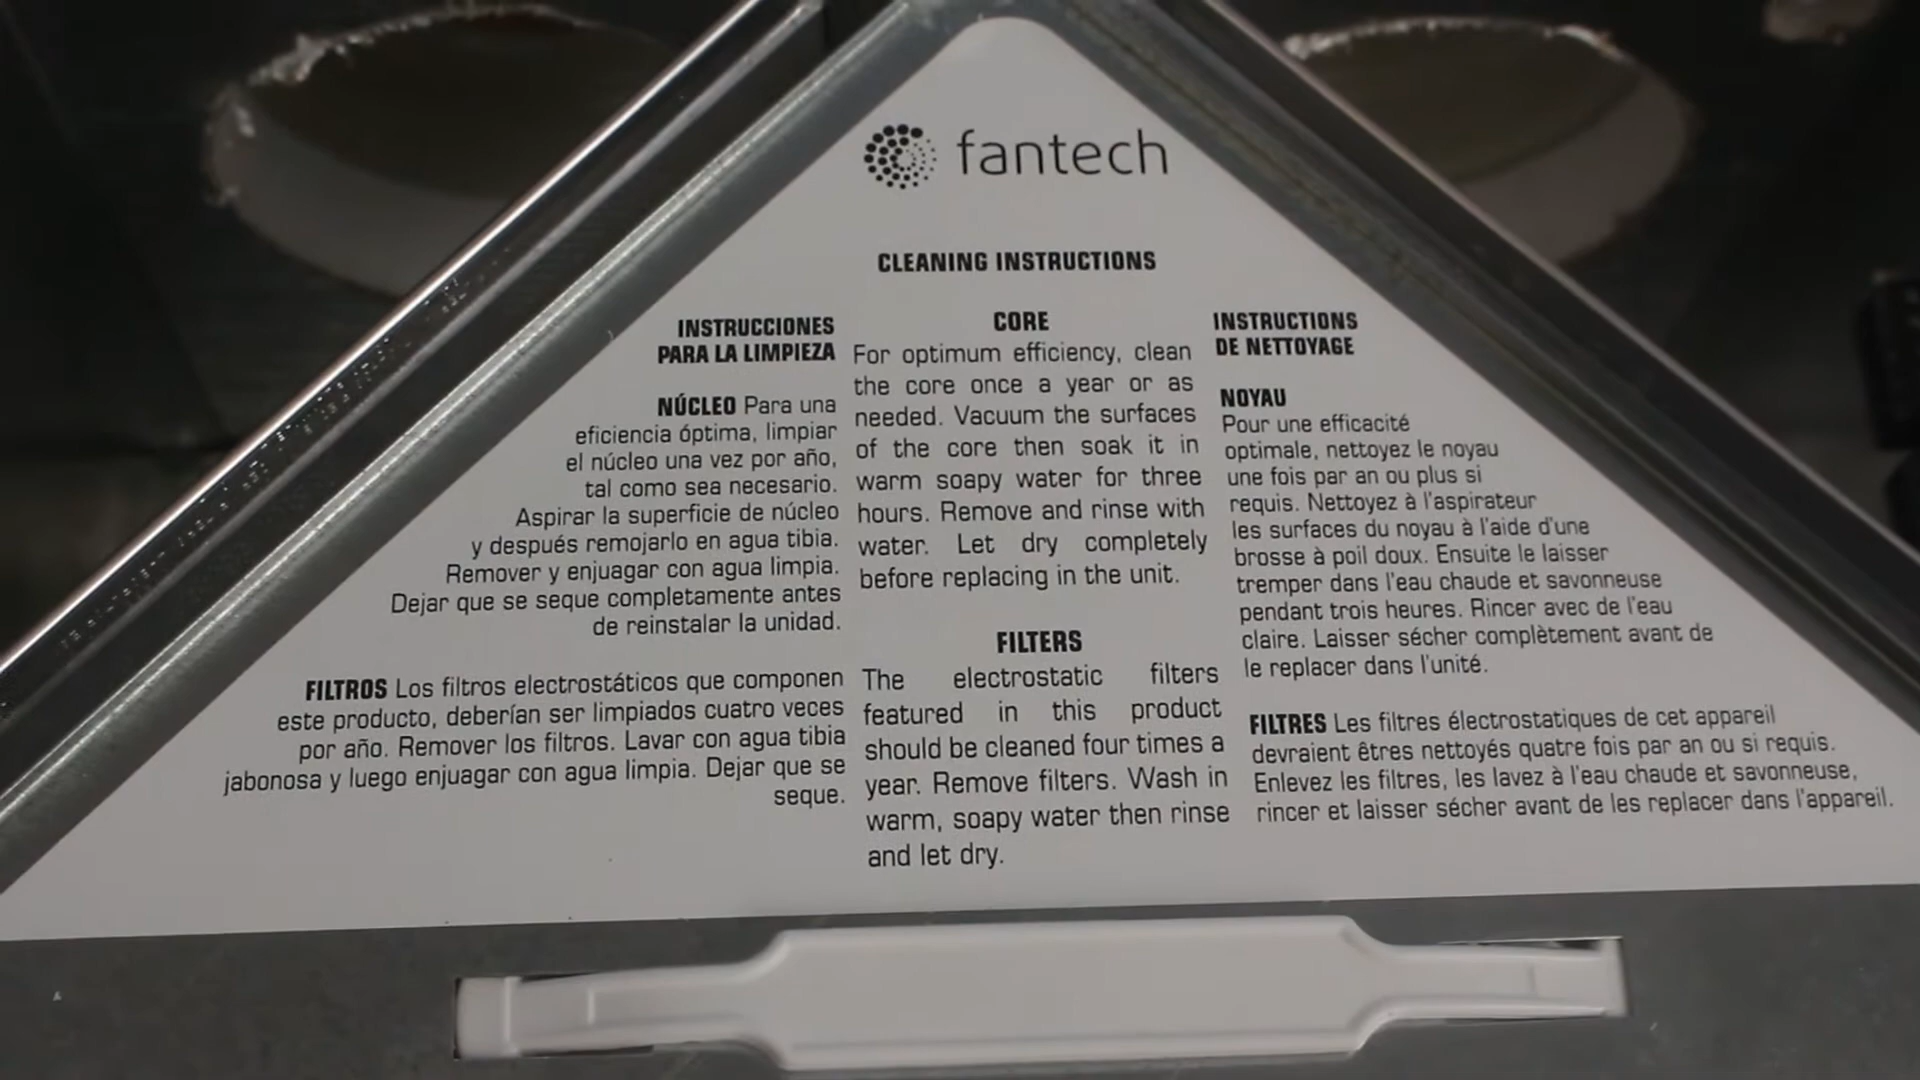 fantech
CLEANING INSTRUCTIONS
INSTRUCCIONES
PARA LA LIMPIEZA
NÚCLEO Para una
eficiencia óptima, limpiar
el núcleo una vez por año,
tal como sea necesario.
Aspirar la superficie de núcleo
y después remojarlo en agua tibia.
Remover y enjuagar con agua limpia.
Dejar que se seque completamente antes
de reinstalar la unidad.
FILTROS Los filtros electrostáticos que componen
este producto, deberían ser limpiados cuatro veces
por año. Remover los filtros. Lavar con agua tibia
jabonosa y luego enjuagar con agua limpia. Dejar que se
seque.
CORE
For optimum efficiency, clean
the core once a year or as
needed. Vacuum the surfaces
of the core then soak it in
warm soapy water for three
hours. Remove and rinse with
water. Let dry completely
before replacing in the unit.
FILTERS
The electrostatic filters
featured in this product
should be cleaned four times a
year. Remove filters. Wash in
warm, soapy water then rinse
and let dry.
INSTRUCTIONS
DE NETTOYAGE
NOYAU
Pour une efficacité
optimale, nettoyez le noyau
une fois par an ou plus si
requis. Nettoyez à l'aspirateur
les surfaces du noyau à l'aide d'une
brosse à poil doux. Ensuite le laisser
tremper dans l'eau chaude et savonneuse
pendant trois heures. Rincer avec de l'eau
claire. Laisser sécher complètement avant de
le replacer dans l'unité.
FILTRES Les filtres électrostatiques de cet appareil
devraient êtres nettoyés quatre fois par an ou si requis.
Enlevez les filtres, les lavez à l'eau chaude et savonneuse,
rincer et laisser sécher avant de les replacer dans l'appareil.